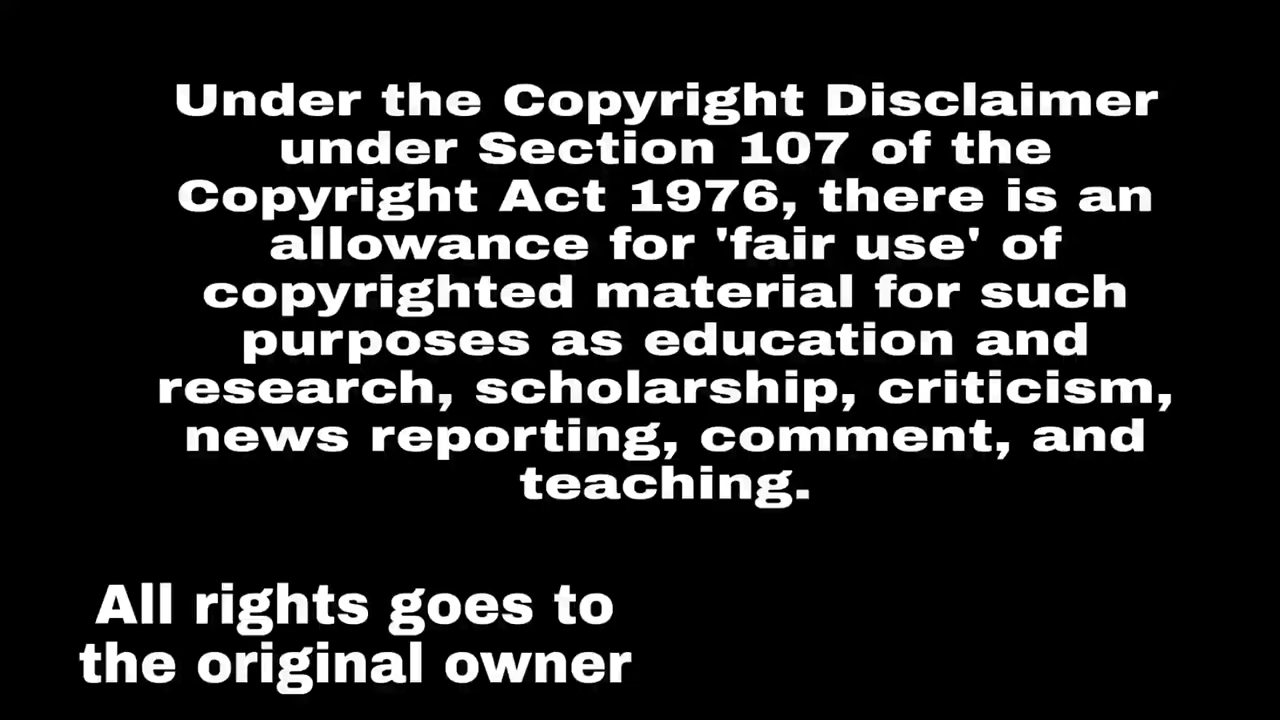 Under the Copyright Disclaimer
under Section 107 of the
Copyright Act 1976, there is an
allowance for 'fair use' of
copyrighted material for such
purposes as education and
research, scholarship, criticism,
news reporting, comment, and
teaching.
All rights goes to
the original owner